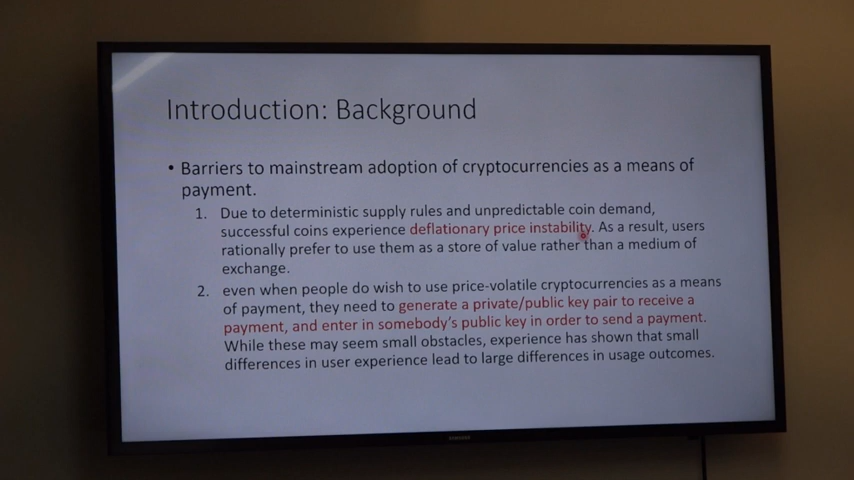 Introduction: Background
• Barriers to mainstream adoption of cryptocurrencies as a means of
payment.
1. Due to deterministic supply rules and unpredictable coin demand,
successful coins experience deflationary price instability. As a result, users
rationally prefer to use them as a store of value rather than a medium of
exchange.
2. even when people do wish to use price-volatile cryptocurrencies as a means
of payment, they need to generate a private/public key pair to receive a
payment, and enter in somebody's public key in order to send a payment.
While these may seem small obstacles, experience has shown that small
differences in user experience lead to large differences in usage outcomes.
SAMSUNG